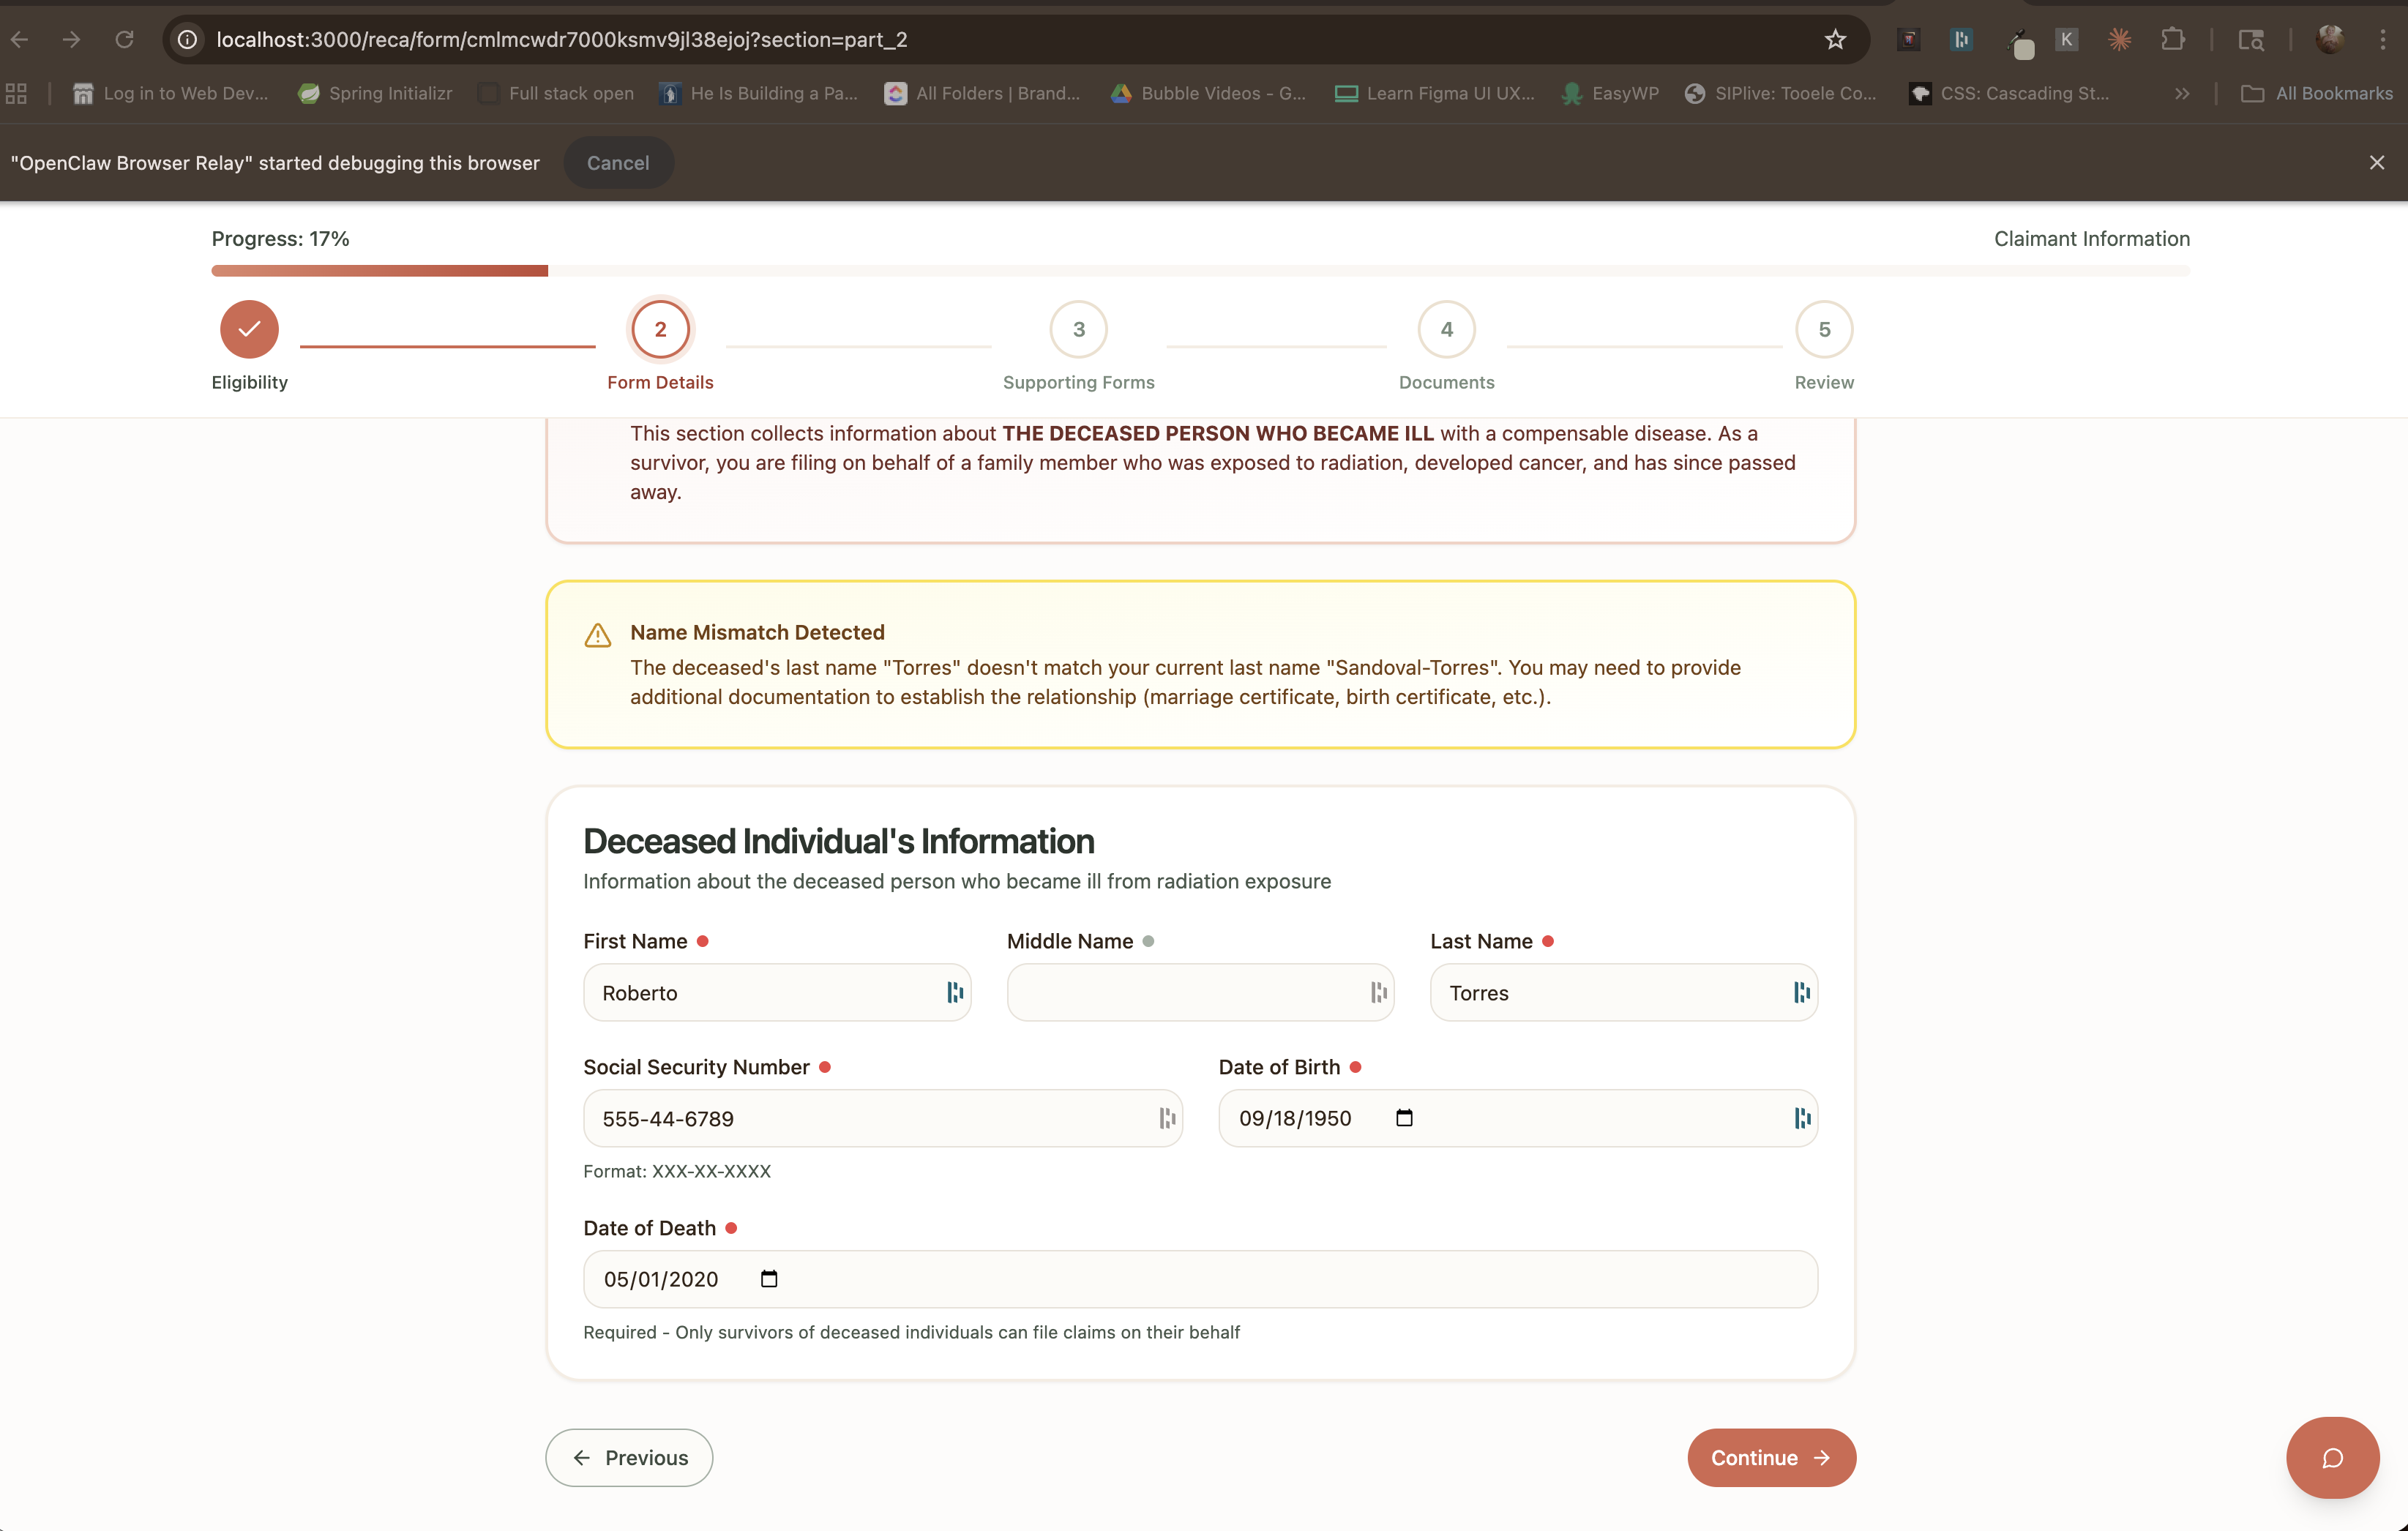 localhost:3000/reca/form/cmlmcwdr7000ksmv9jl38ejoj?section=part_2
K
Log in to Web Dev...
Spring Initializr
Full stack open
He Is Building a Pa...
All Folders | Brand...
Bubble Videos - G...
Learn Figma UI UX...
EasyWP
SIPlive: Tooele Co...
CSS: Cascading St...
All Bookmarks
"OpenClaw Browser Relay" started debugging this browser
Cancel
Progress: 17%
Claimant Information
2
3
4
5
Eligibility
Form Details
Supporting Forms
Documents
Review
This section collects information about THE DECEASED PERSON WHO BECAME ILL with a compensable disease. As a
survivor, you are filing on behalf of a family member who was exposed to radiation, developed cancer, and has since passed
away.
Name Mismatch Detected
The deceased's last name "Torres" doesn't match your current last name "Sandoval-Torres". You may need to provide
additional documentation to establish the relationship (marriage certificate, birth certificate, etc.).
Deceased Individual's Information
Information about the deceased person who became ill from radiation exposure
First Name
Middle Name
Last Name
Roberto
Torres
Social Security Number
Date of Birth
555-44-6789
09/18/1950
Format: XXX-XX-XXXX
Date of Death
05/01/2020
Required - Only survivors of deceased individuals can file claims on their behalf
Previous
Continue